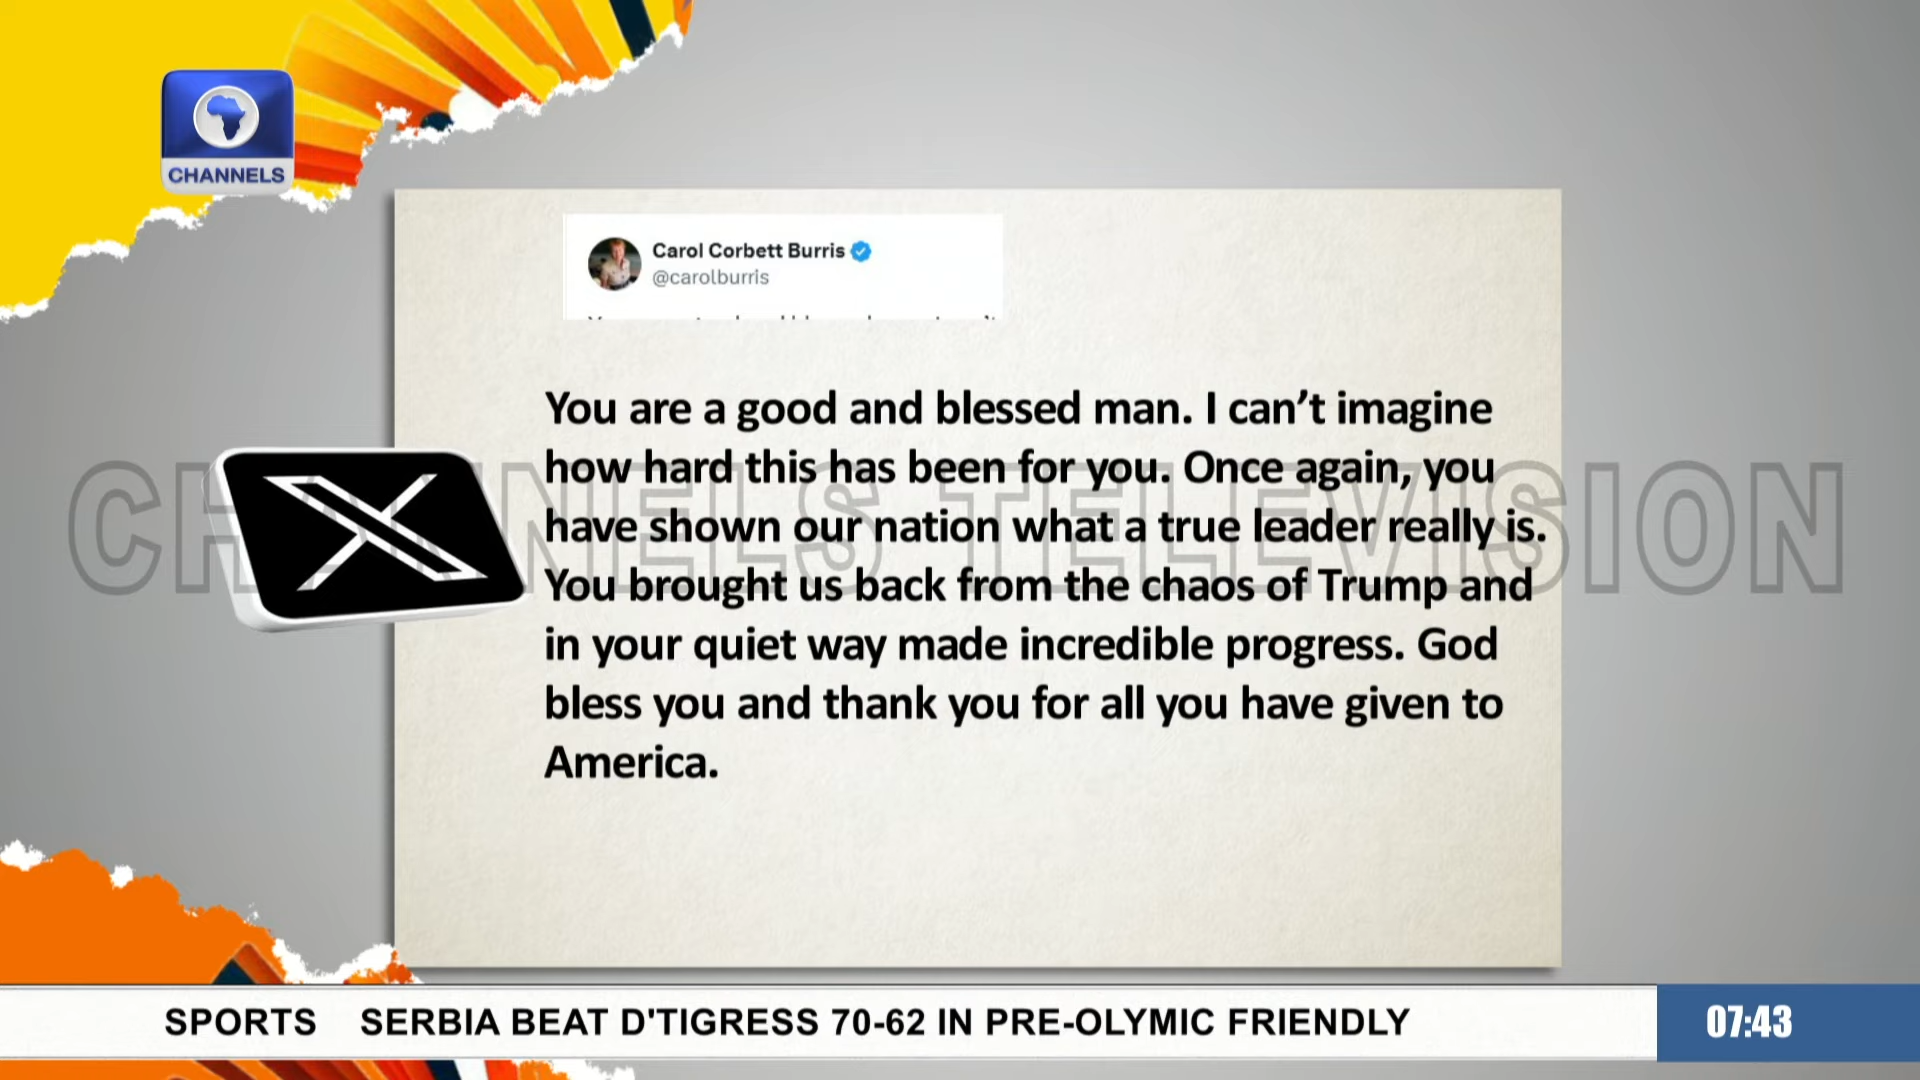 CHANNELS
Carol Corbett Burris
@carolburris
You are a good and blessed man. I can’t imagine
how hard this has been for you. Once again, you
have shown our nation what a true leader really is.
You brought us back from the chaos of Trump and
in your quiet way made incredible progress. God
bless you and thank you for all you have given to
America.
CHANNELS TELEVISION
SPORTS SERBIA BEAT D'TIGRESS 70-62 IN PRE-OLYMIC FRIENDLY
07:43